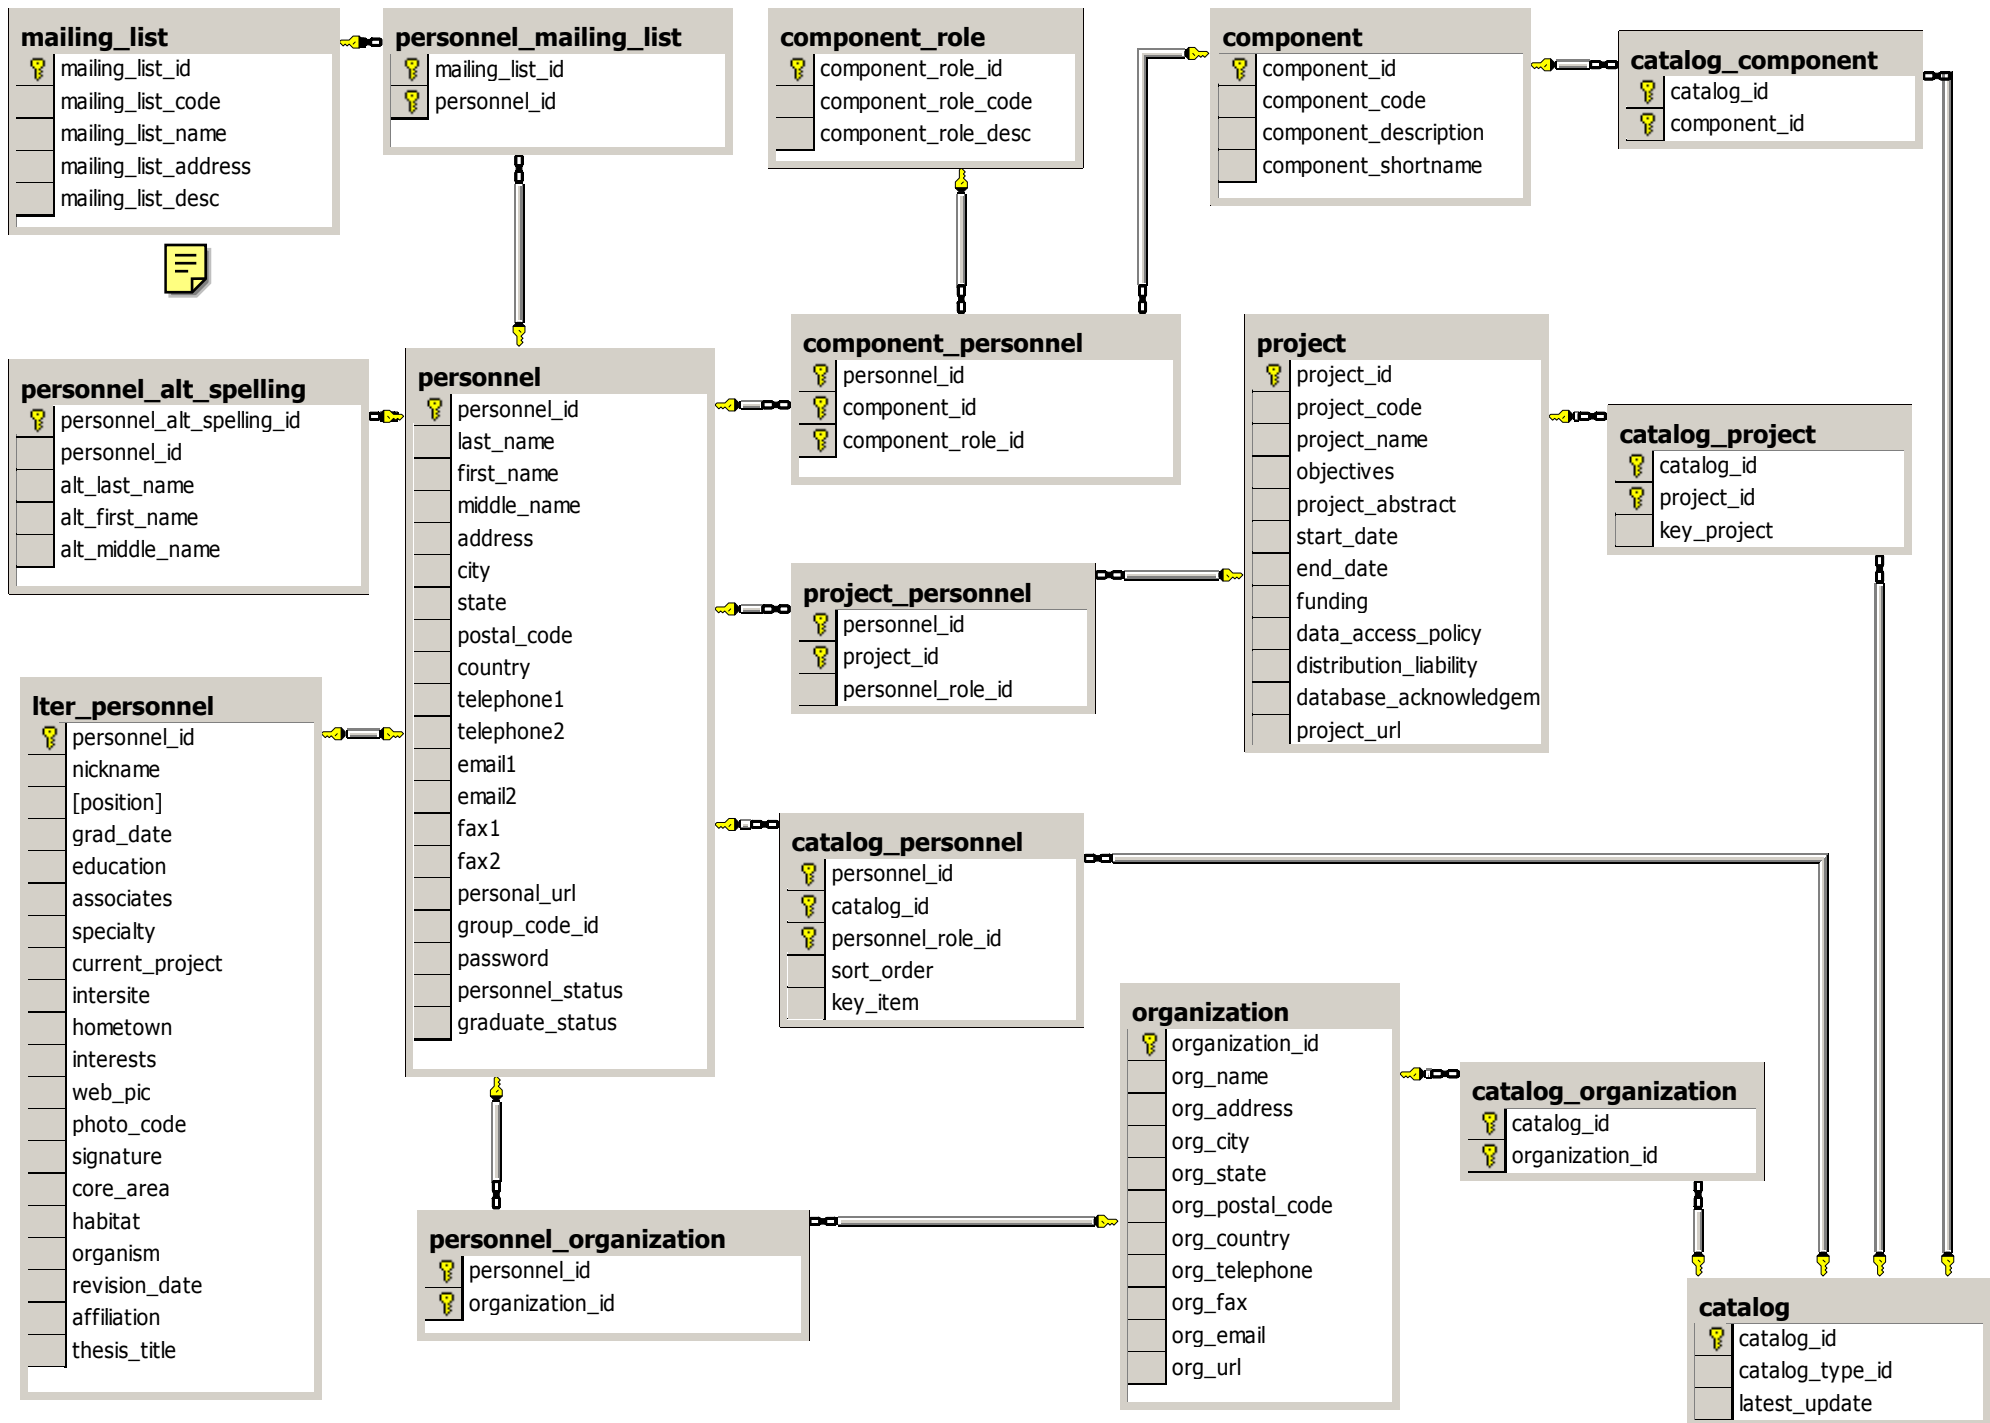 mailing_list
mailing_list_id
mailing_list_code
mailing_list_name
mailing_list_address
mailing_list_desc
personnel_mailing_list
mailing_list_id
personnel_id
component_role
component_role_id
component_role_code
component_role_desc
component
component_id
component_code
component_description
component_shortname
catalog_component
catalog_id
component_id
personnel_alt_spelling
personnel_alt_spelling_id
personnel_id
alt_last_name
alt_first_name
alt_middle_name
personnel
personnel_id
last_name
first_name
middle_name
address
city
state
postal_code
country
telephone1
telephone2
email1
email2
fax1
fax2
personal_url
group_code_id
password
personnel_status
graduate_status
component_personnel
personnel_id
component_id
component_role_id
project
project_id
project_code
project_name
objectives
project_abstract
start_date
end_date
funding
data_access_policy
distribution_liability
database_acknowledgem
project_url
catalog_project
catalog_id
project_id
key_project
project_personnel
personnel_id
project_id
personnel_role_id
lter_personnel
personnel_id
nickname
[position]
grad_date
education
associates
specialty
current_project
intersite
hometown
interests
web_pic
photo_code
signature
core_area
habitat
organism
revision_date
affiliation
thesis_title
catalog_personnel
personnel_id
catalog_id
personnel_role_id
sort_order
key_item
organization
organization_id
org_name
org_address
org_city
org_state
org_postal_code
org_country
org_telephone
org_fax
org_email
org_url
catalog_organization
catalog_id
organization_id
personnel_organization
personnel_id
organization_id
catalog
catalog_id
catalog_type_id
latest_update